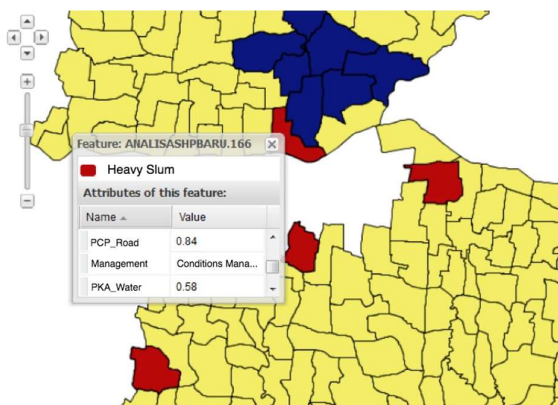 Feature: ANALISASHPBARU.166
Heavy Slum
Attributes of this feature:
Name Value
PCP_Road 0.84
Management Conditions Mana...
PKA_Water 0.58